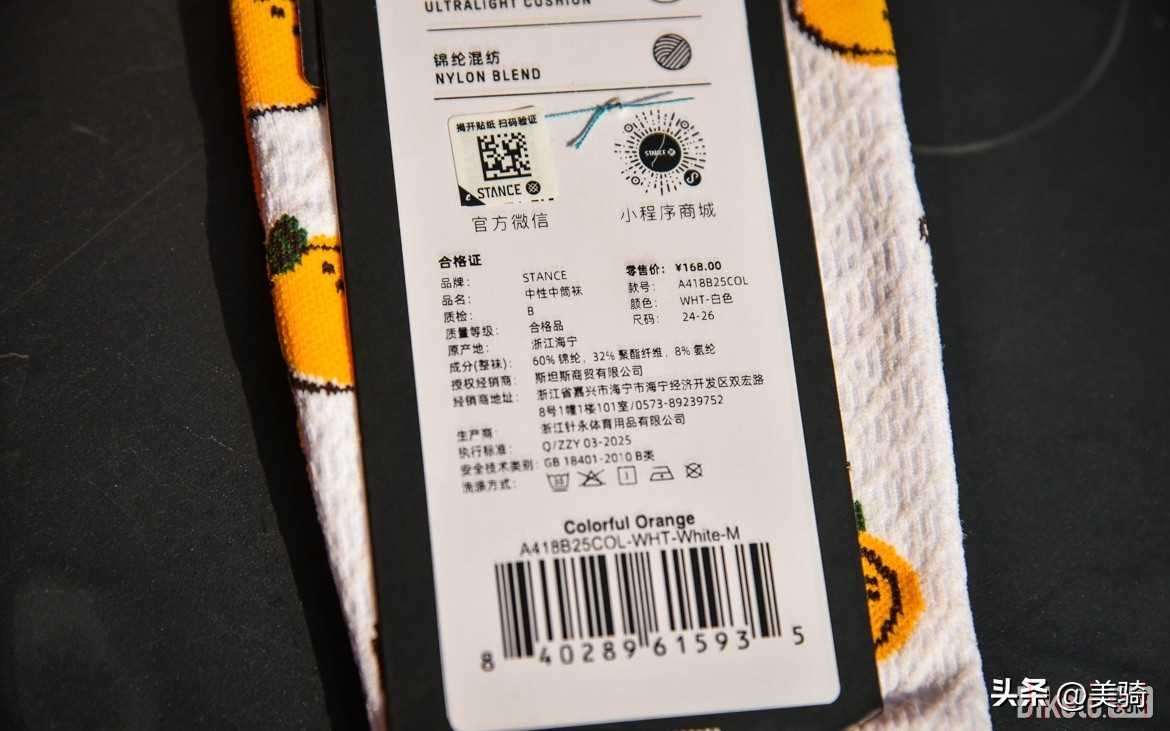 ULTRALIGHT CUSHION
锦纶混纺
NYLON BLEND
揭开贴纸 扫码验证
STANCE
STANCE
官方微信
小程序商城
合格证
品牌： STANCE
品名： 中性中筒袜
质检： B
质量等级： 合格品
原产地： 浙江海宁
零售价： ¥168.00
款号： A418B25COL
颜色： WHT-白色
尺码： 24-26
成分(整袜)： 60% 锦纶，32% 聚酯纤维，8% 氨纶
授权经销商： 斯坦斯商贸有限公司
经销商地址： 浙江省嘉兴市海宁市海宁经济开发区双宏路
8号1幢1楼101室/0573-89239752
生产商： 浙江针永体育用品有限公司
执行标准： Q/ZZY 03-2025
安全技术类别： GB 18401-2010 B类
洗涤方式：
Colorful Orange
A418B25COL-WHT-White-M
8 40289 61593 5
头条 @美骑